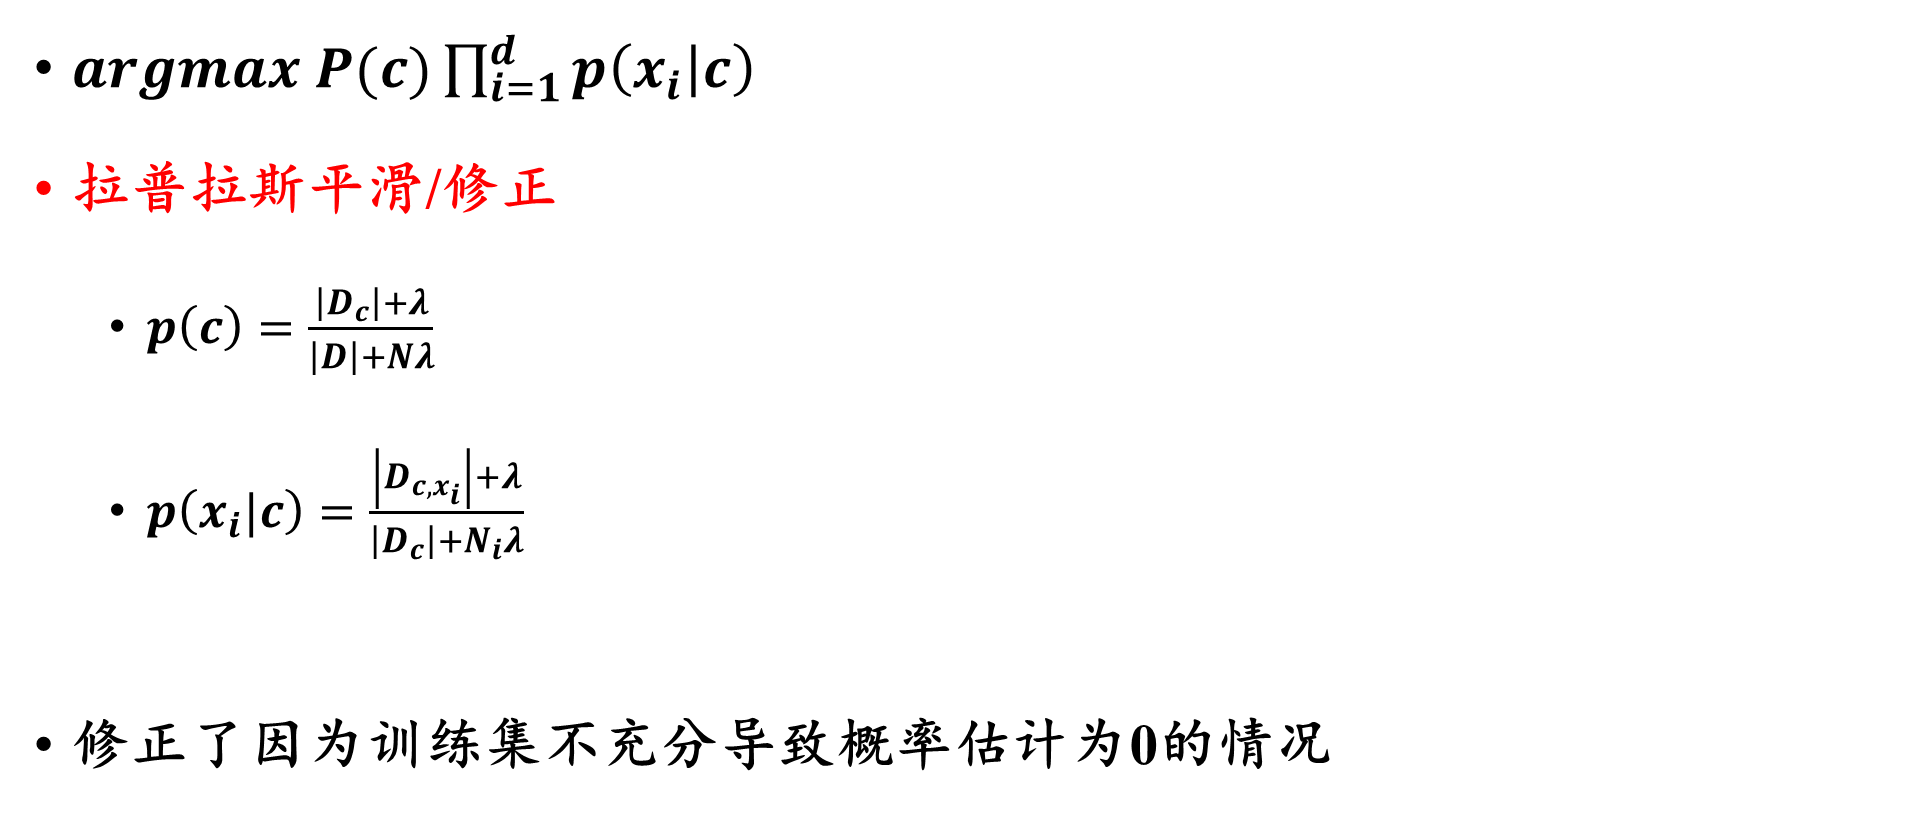 • argmax P(c) ∏_{i=1}^{d} p(x_i|c)
• 拉普拉斯平滑/修正
• p(c) = \frac{|D_c|+λ}{|D|+Nλ}
• p(x_i|c) = \frac{|D_{c,x_i}|+λ}{|D_c|+N_iλ}
• 修正了因为训练集不充分导致概率估计为0的情况